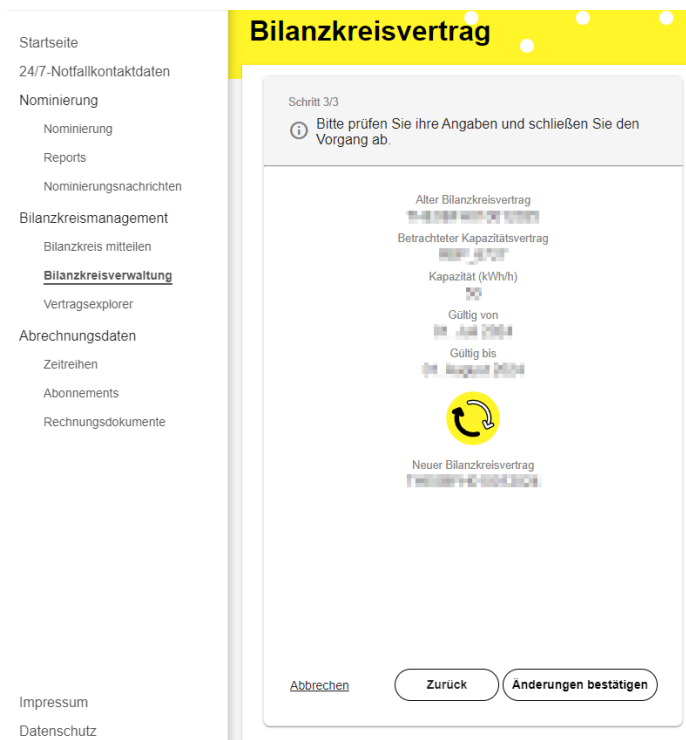 Startseite
24/7-Notfallkontaktdaten
Nominierung
Nominierung
Reports
Nominierungsnachrichten
Bilanzkreismanagement
Bilanzkreis mitteilen
Bilanzkreisverwaltung
Vertragsexplorer
Abrechnungsdaten
Zeitreihen
Abonnements
Rechnungsdokumente
Impressum
Datenschutz
Bilanzkreisvertrag
Schritt 3/3
Bitte prüfen Sie ihre Angaben und schließen Sie den
Vorgang ab.
Alter Bilanzkreisvertrag
Betrachteter Kapazitätsvertrag
Kapazität (kWh/h)
Gültig von
Gültig bis
Neuer Bilanzkreisvertrag
Abbrechen
Zurück
Änderungen bestätigen